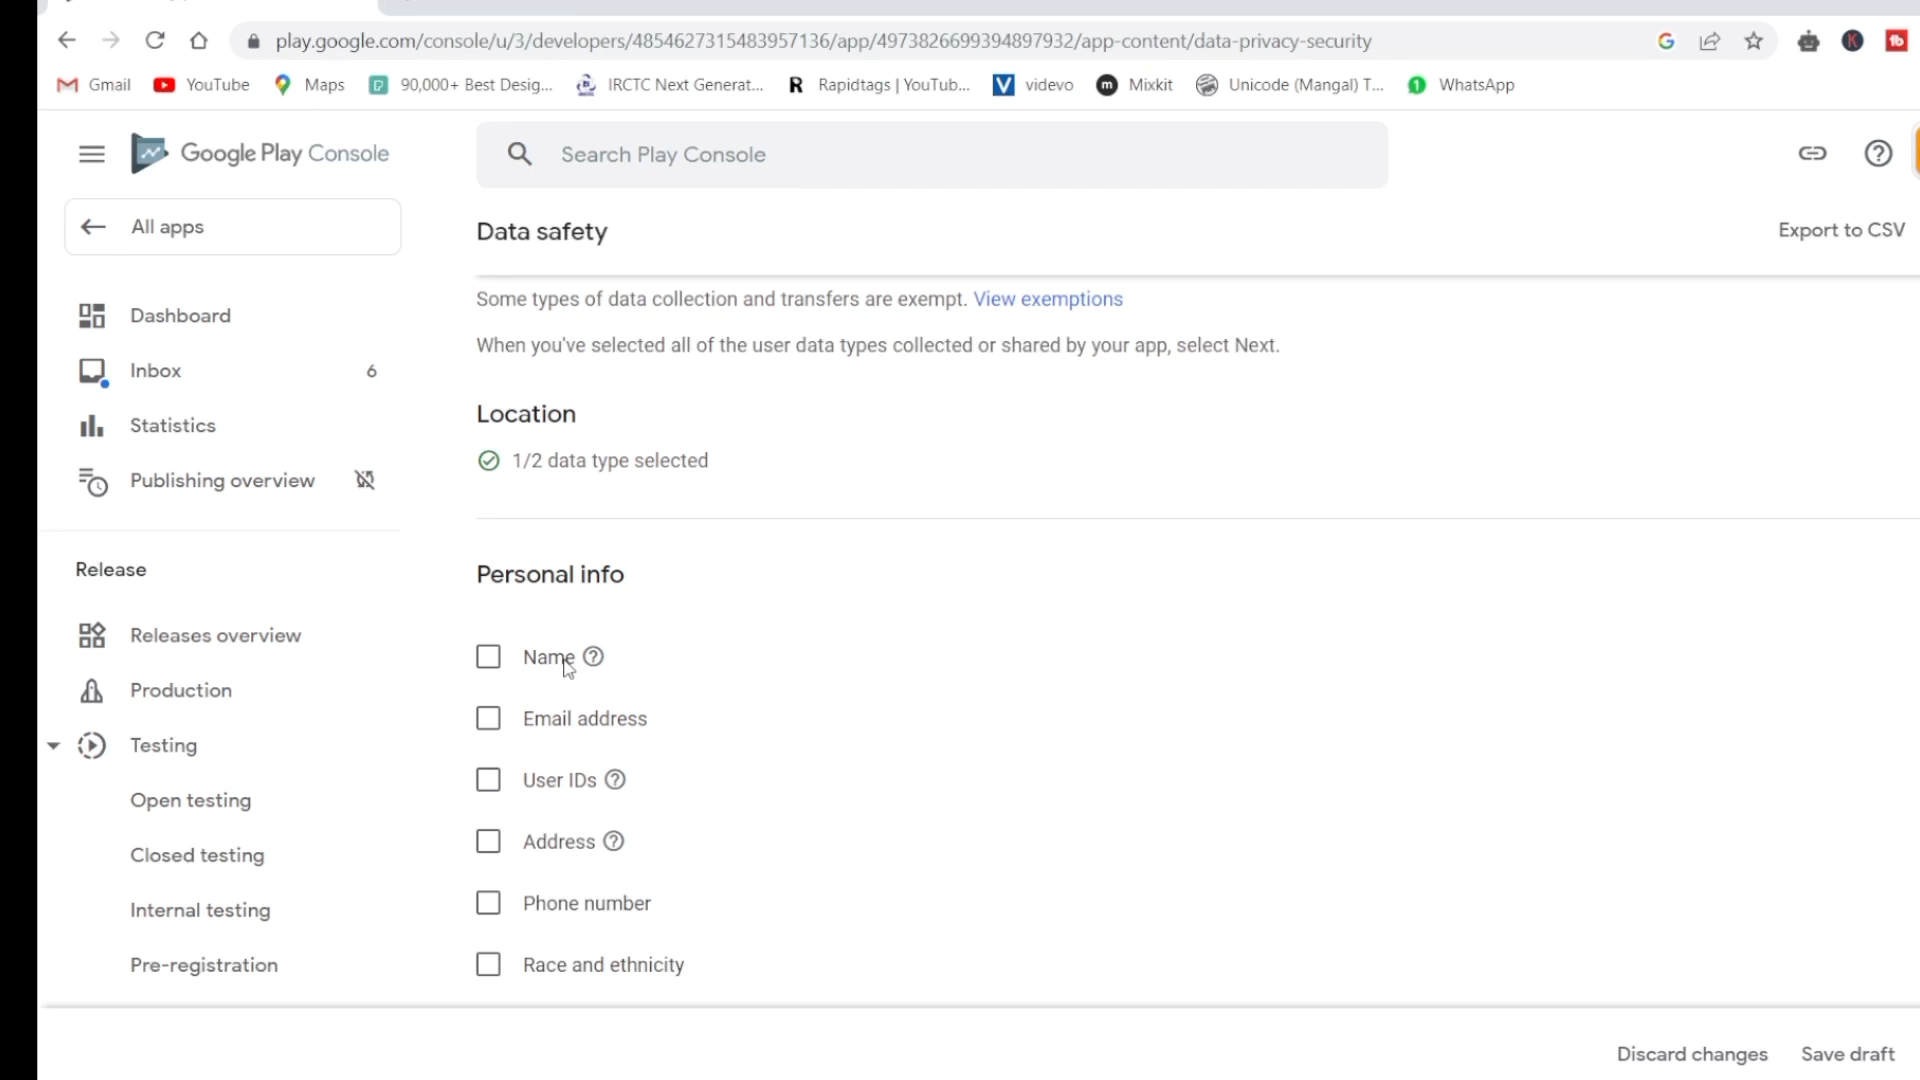 play.google.com/console/u/3/developers/4854627315483957136/app/4973826699394897932/app-content/data-privacy-security
Gmail YouTube Maps 90,000+ Best Desig... IRCTC Next Generat... Rapidtags | YouTub... videvo Mixkit Unicode (Mangal) T... WhatsApp
Google Play Console
Search Play Console
All apps
Data safety
Export to CSV
Some types of data collection and transfers are exempt. View exemptions
When you've selected all of the user data types collected or shared by your app, select Next.
Dashboard
Inbox 6
Statistics
Publishing overview
Release
Releases overview
Production
Testing
Open testing
Closed testing
Internal testing
Pre-registration
Location
1/2 data type selected
Personal info
Name
Email address
User IDs
Address
Phone number
Race and ethnicity
Discard changes Save draft